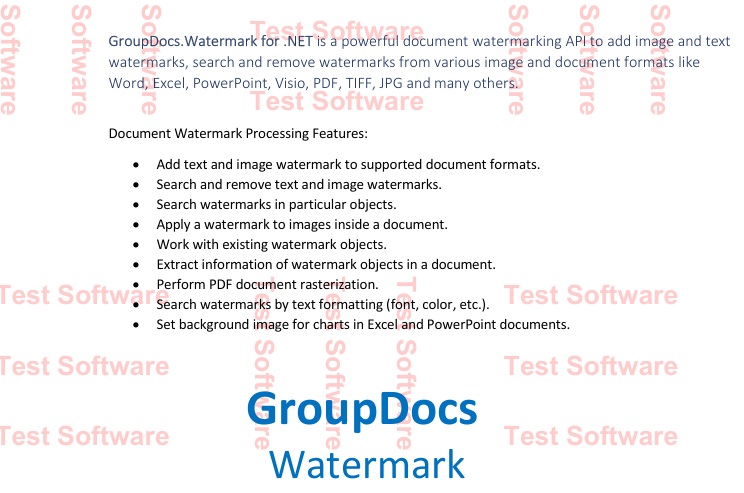 Test Software
GroupDocs.Watermark for .NET is a powerful document watermarking API to add image and text
watermarks, search and remove watermarks from various image and document formats like
Word, Excel, PowerPoint, Visio, PDF, TIFF, JPG and many others.
Test Software
Software
Software
Software
Software
Software
Software
Document Watermark Processing Features:
• Add text and image watermark to supported document formats.
• Search and remove text and image watermarks.
• Search watermarks in particular objects.
• Apply a watermark to images inside a document.
• Work with existing watermark objects.
• Extract information of watermark objects in a document.
• Perform PDF document rasterization.
• Search watermarks by text formatting (font, color, etc.).
• Set background image for charts in Excel and PowerPoint documents.
Test Software
Test Software
Test Software
Test Software
Test Software
Test Software
Test Software
Test Software
Test Software
GroupDocs
Watermark